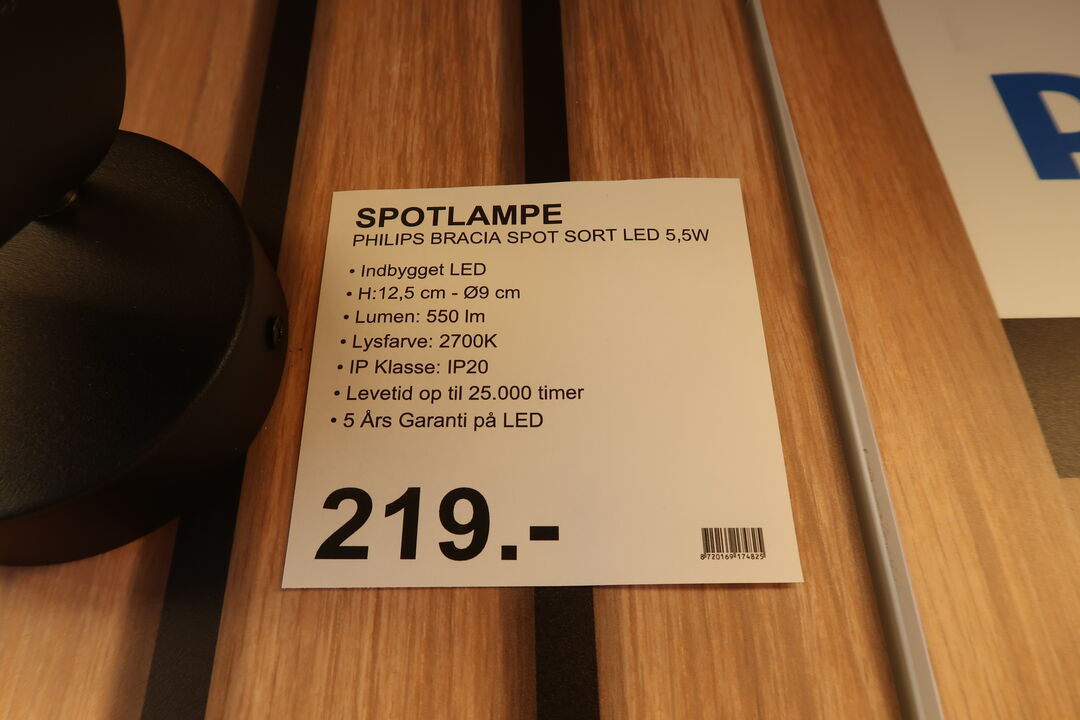 SPOTLAMPE
PHILIPS BRACIA SPOT SORT LED 5,5W
• Indbygget LED
• H:12,5 cm - Ø9 cm
• Lumen: 550 lm
• Lysfarve: 2700K
• IP Klasse: IP20
• Levetid op til 25.000 timer
• 5 Års Garanti på LED
219.-
8720169174825